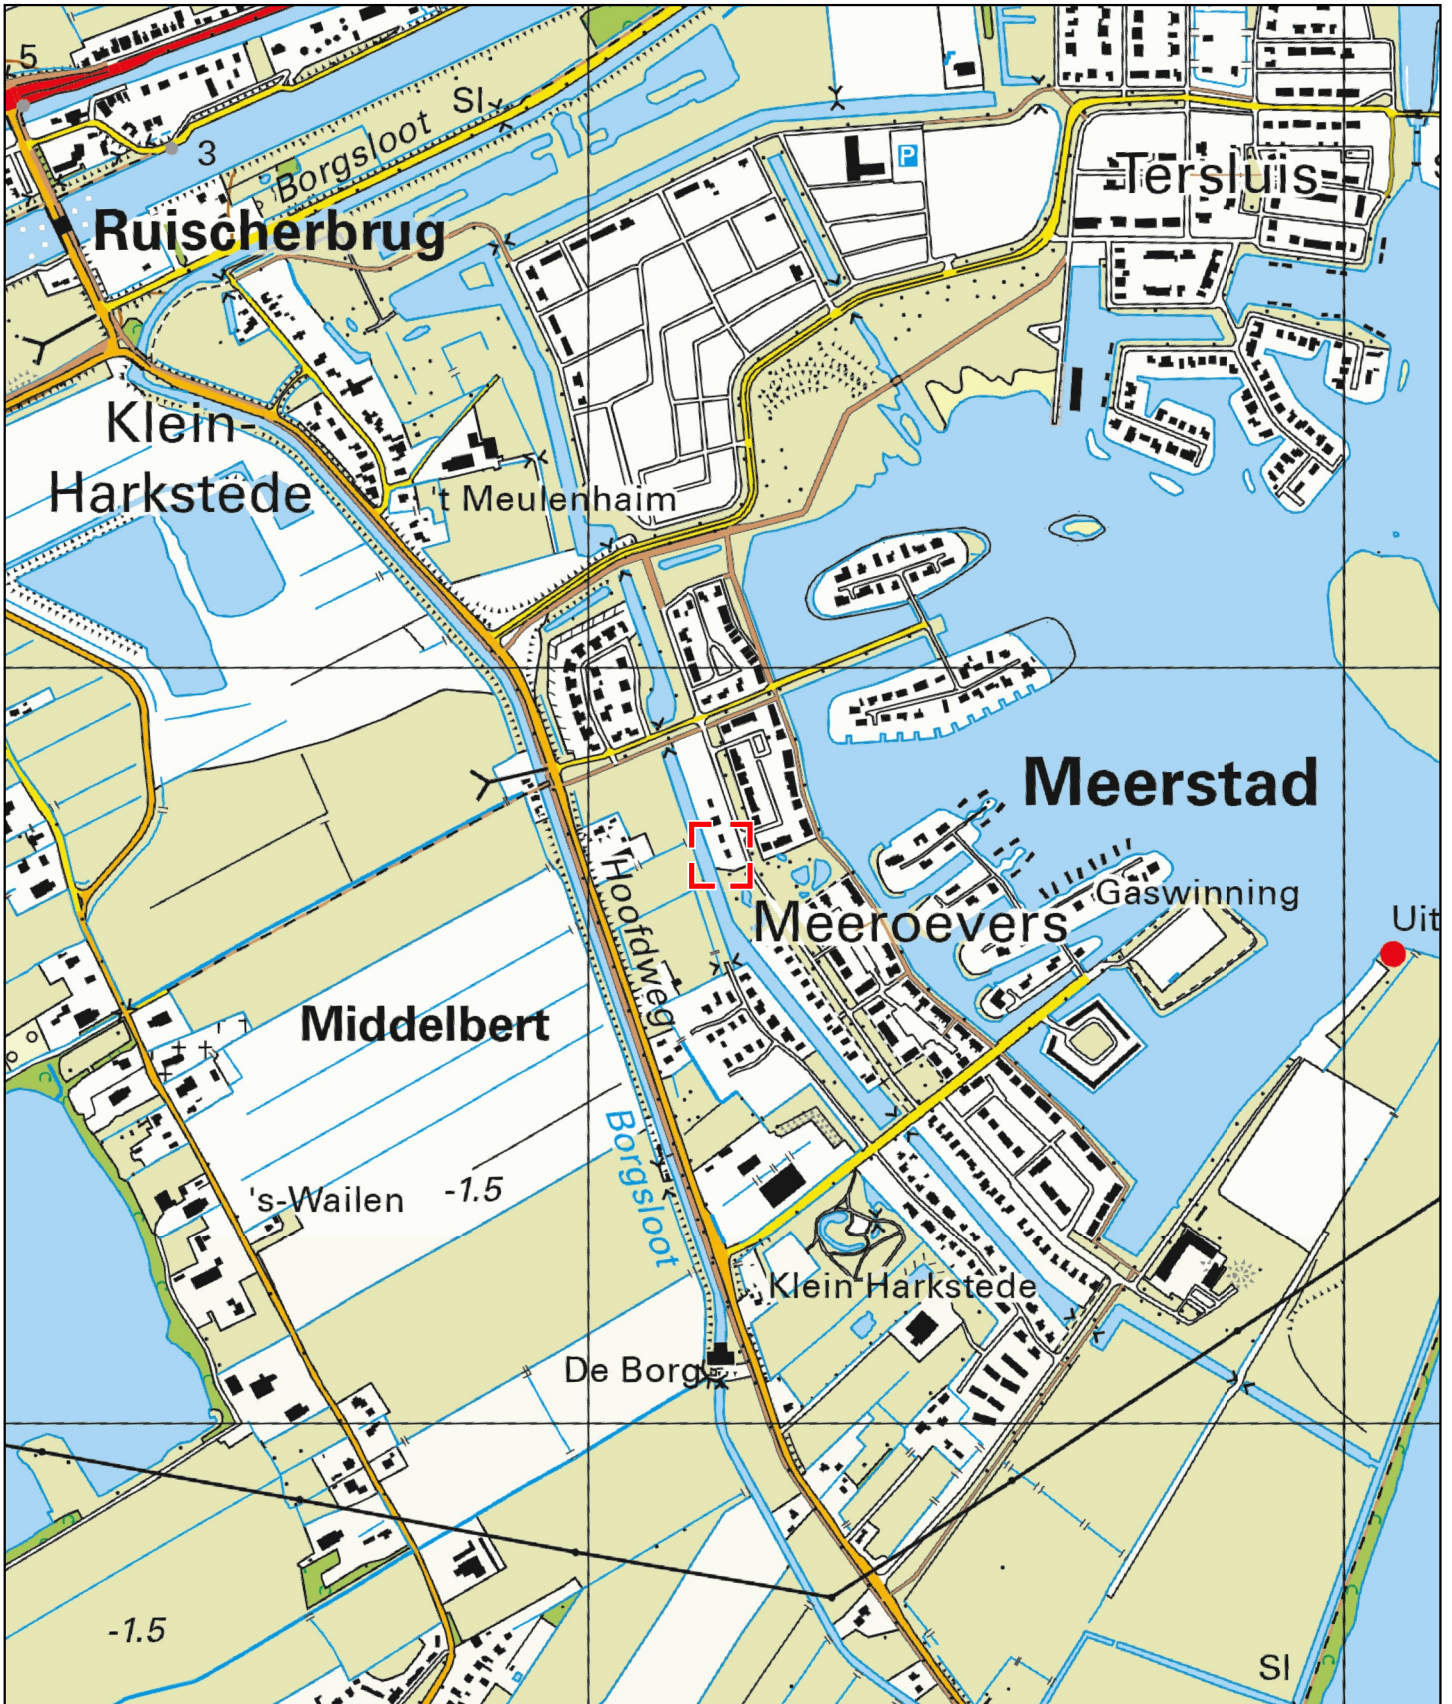 5
Sl
3
Borgsloot
P
Tersluis
Ruischerbrug
Klein-
Harkstede
't Meulenhaim
Meerstad
Hoofdweg
Gaswinning
Meeroevers
Uit
Middelbert
Borgsloot
's-Wailen
-1.5
Klein Harkstede
De Borg
-1.5
Sl